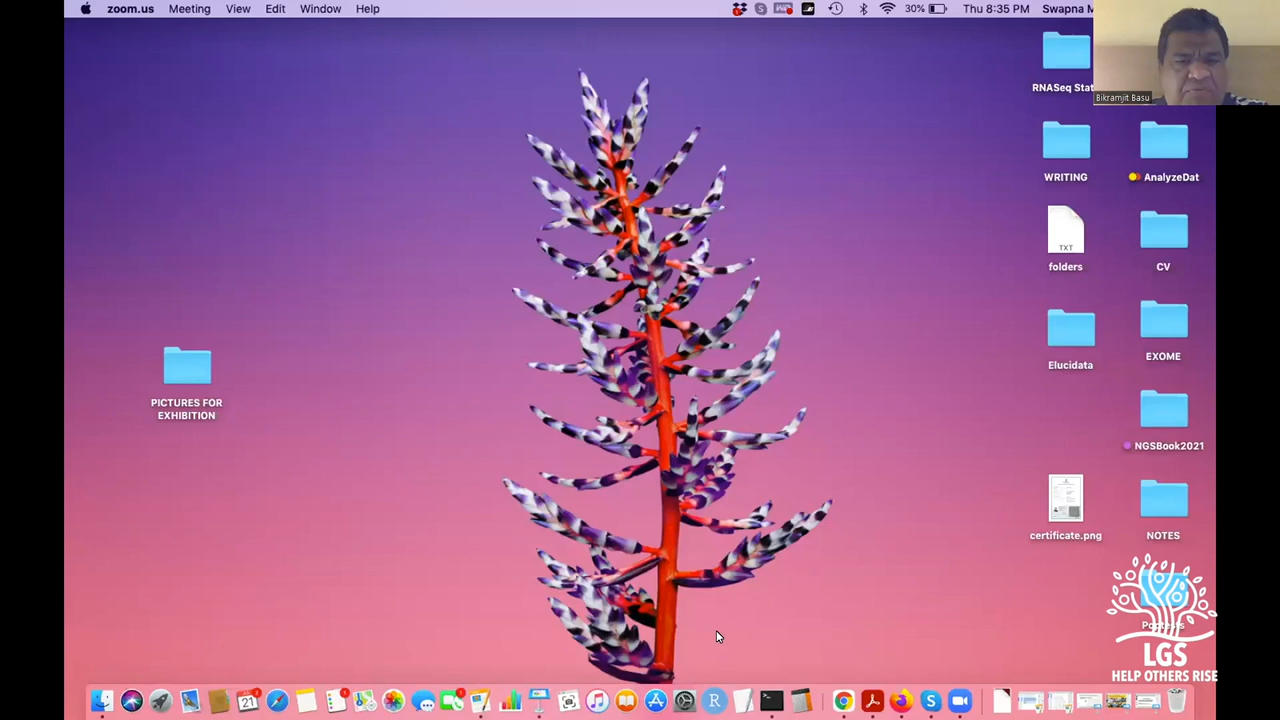 zoom.us Meeting View Edit Window Help
30% Thu 8:35 PM Swapna M
Bikramjit Basu
RNASeq Stat
WRITING
AnalyzeDat
TXT
folders
CV
Elucidata
EXOME
PICTURES FOR
EXHIBITION
NGSBook2021
certificate.png
NOTES
LGS
HELP OTHERS RISE